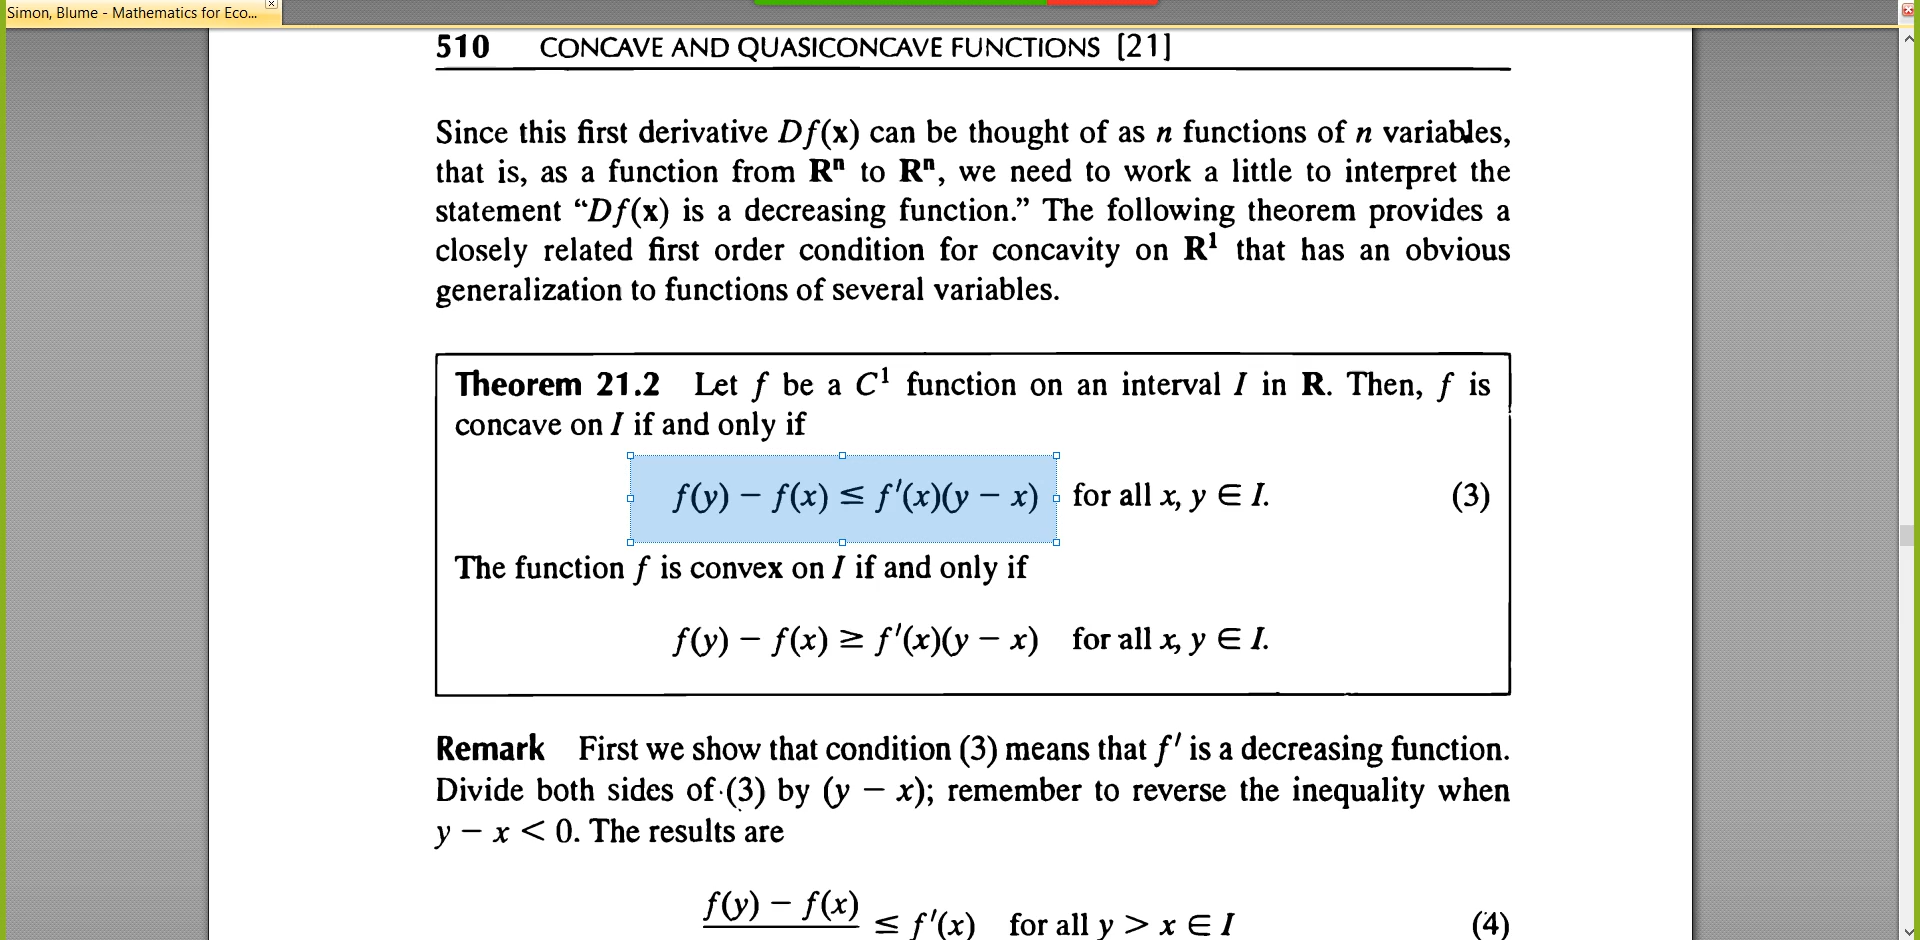 Simon, Blume - Mathematics for Eco...
510 CONCAVE AND QUASICONCAVE FUNCTIONS [21]
Since this first derivative Df(x) can be thought of as n functions of n variables,
that is, as a function from Rⁿ to Rⁿ, we need to work a little to interpret the
statement “Df(x) is a decreasing function.” The following theorem provides a
closely related first order condition for concavity on R¹ that has an obvious
generalization to functions of several variables.
Theorem 21.2 Let f be a C¹ function on an interval I in R. Then, f is
concave on I if and only if
f(y) − f(x) ≤ f′(x)(y − x) for all x, y ∈ I. (3)
The function f is convex on I if and only if
f(y) − f(x) ≥ f′(x)(y − x) for all x, y ∈ I.
Remark First we show that condition (3) means that f′ is a decreasing function.
Divide both sides of (3) by (y − x); remember to reverse the inequality when
y − x < 0. The results are
f(y) − f(x)
≤ f′(x) for all y > x ∈ I (4)